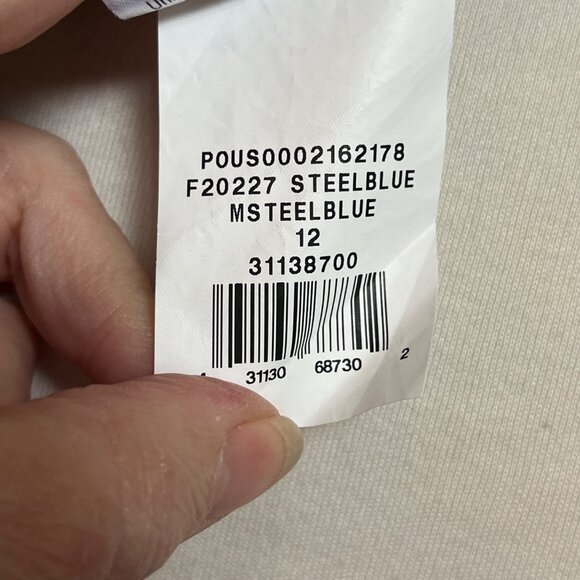 POUS0002162178
F20227 STEELBLUE
MSTEELBLUE
12
31138700
31130 68730 2